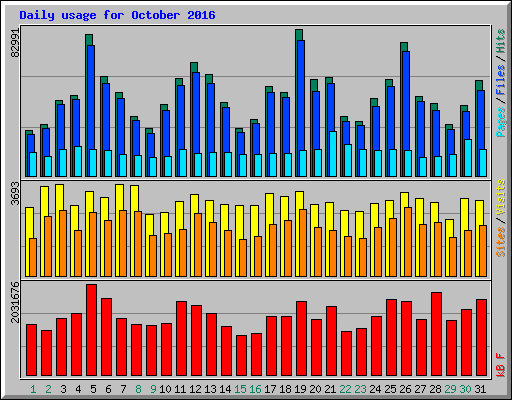 Daily usage for October 2016
82991
Pages / Files / Hits
3693
Sites / Visits
2031676
kB F
1 2 3 4 5 6 7 8 9 10 11 12 13 14 15 16 17 18 19 20 21 22 23 24 25 26 27 28 29 30 31